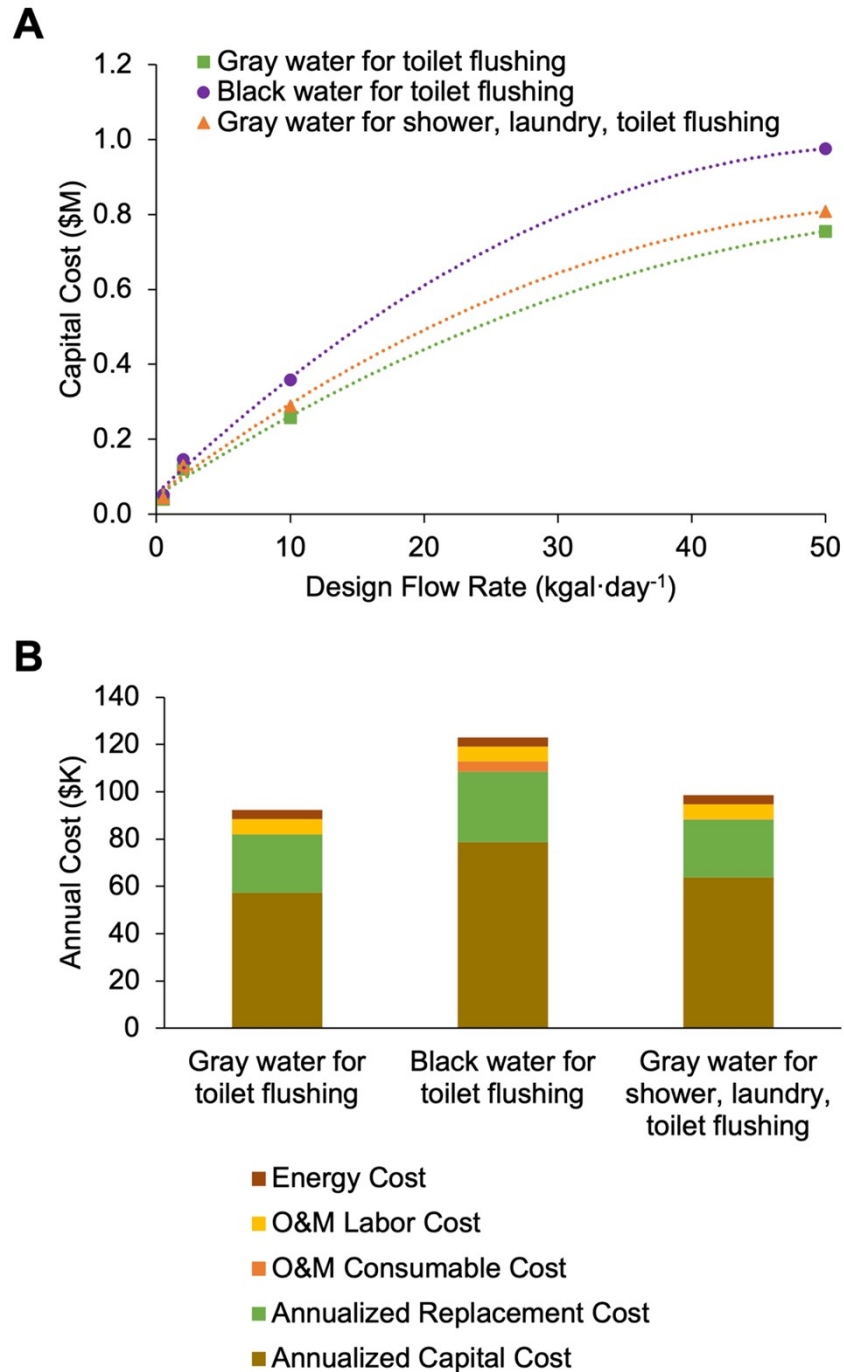 A
1.2
1.0
0.8
0.6
0.4
0.2
0.0
Capital Cost ($M)
Gray water for toilet flushing
Black water for toilet flushing
Gray water for shower, laundry, toilet flushing
0 10 20 30 40 50
Design Flow Rate (kgal·day⁻¹)
B
140
120
100
80
60
40
20
0
Annual Cost ($K)
Gray water for
toilet flushing
Black water for
toilet flushing
Gray water for
shower, laundry,
toilet flushing
Energy Cost
O&M Labor Cost
O&M Consumable Cost
Annualized Replacement Cost
Annualized Capital Cost